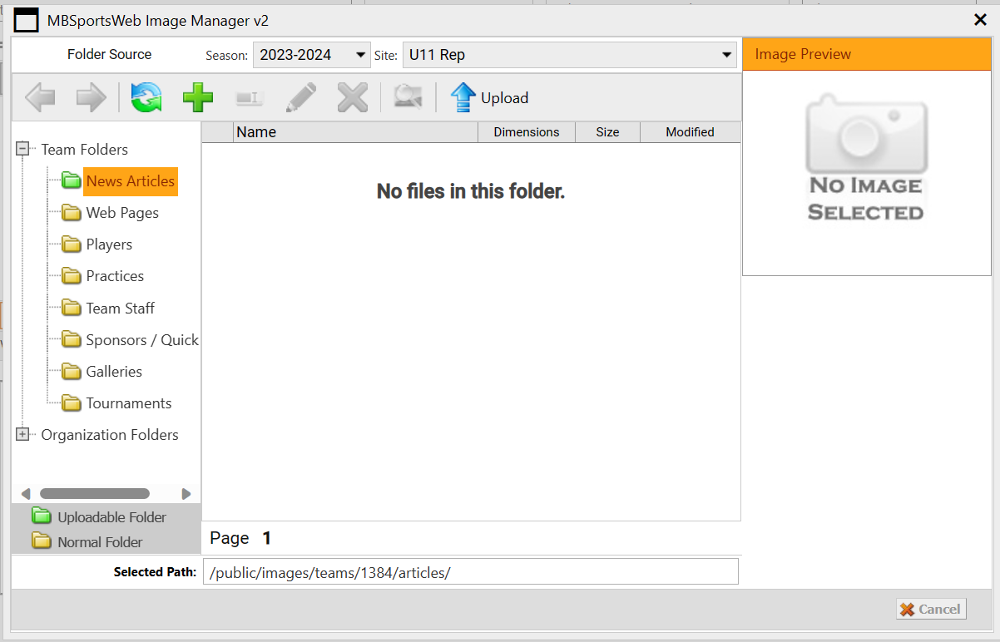 MBSportsWeb Image Manager v2
Folder Source
Season: 2023-2024 Site: U11 Rep
Image Preview
Upload
Name Dimensions Size Modified
No files in this folder.
NO IMAGE
SELECTED
Team Folders
News Articles
Web Pages
Players
Practices
Team Staff
Sponsors / Quick
Galleries
Tournaments
Organization Folders
Uploadable Folder
Normal Folder
Page 1
Selected Path: /public/images/teams/1384/articles/
Cancel